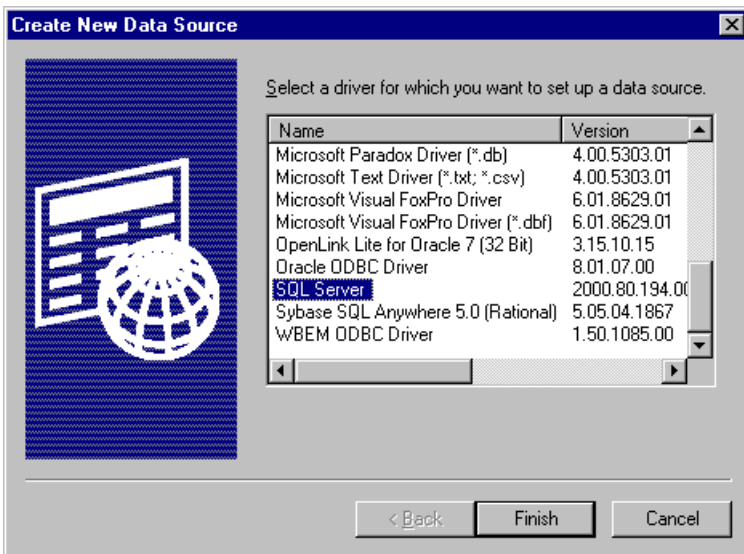 Create New Data Source
Select a driver for which you want to set up a data source.
Name Version
Microsoft Paradox Driver (*.db) 4.00.5303.01
Microsoft Text Driver (*.txt; *.csv) 4.00.5303.01
Microsoft Visual FoxPro Driver 6.01.8629.01
Microsoft Visual FoxPro Driver (*.dbf) 6.01.8629.01
OpenLink Lite for Oracle 7 (32 Bit) 3.15.10.15
Oracle ODBC Driver 8.01.07.00
SQL Server 2000.80.194.00
Sybase SQL Anywhere 5.0 (Rational) 5.05.04.1867
WBEM ODBC Driver 1.50.1085.00
< Back Finish Cancel